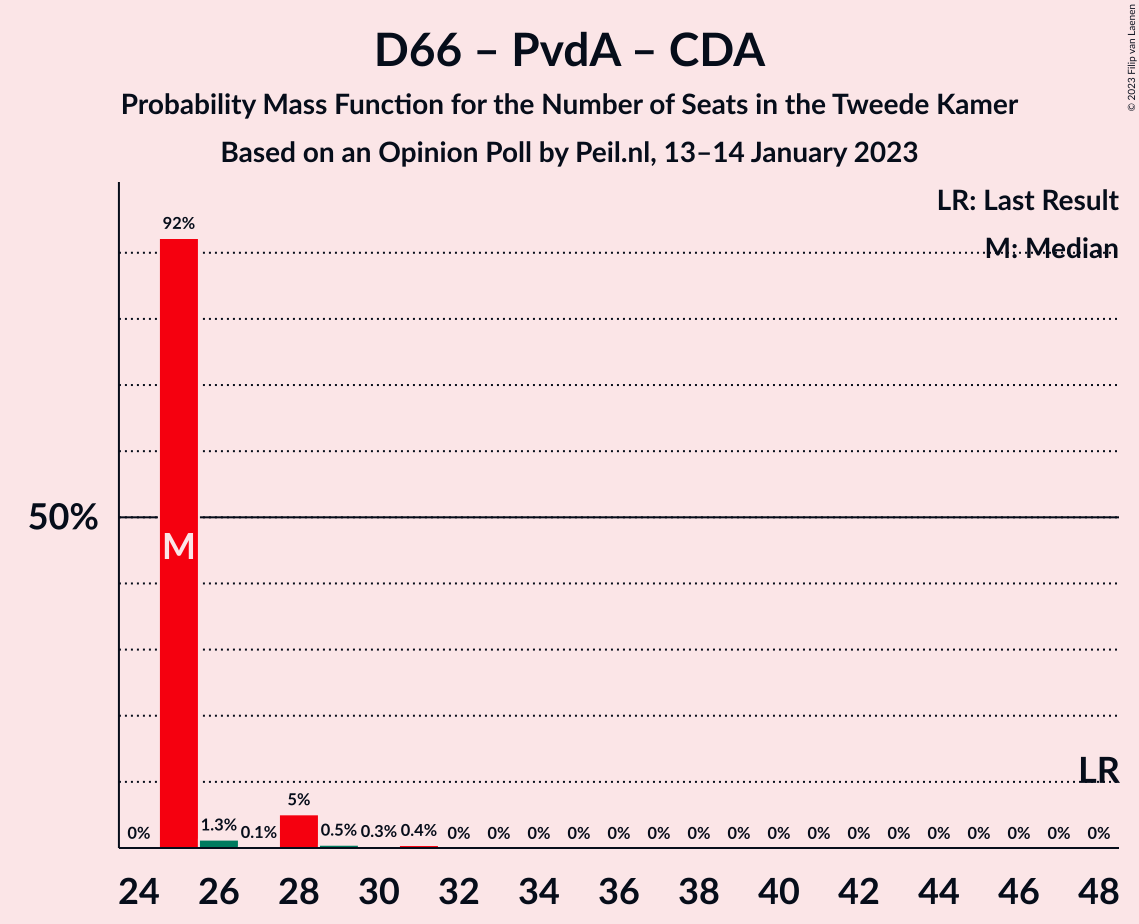 D66 – PvdA – CDA
Probability Mass Function for the Number of Seats in the Tweede Kamer
Based on an Opinion Poll by Peil.nl, 13–14 January 2023
© 2023 Filip van Laenen
LR: Last Result
M: Median
92%
50%
M
LR
0% 1.3% 0.1% 5% 0.5% 0.3% 0.4% 0% 0% 0% 0% 0% 0% 0% 0% 0% 0% 0% 0% 0% 0% 0% 0% 0%
24 26 28 30 32 34 36 38 40 42 44 46 48